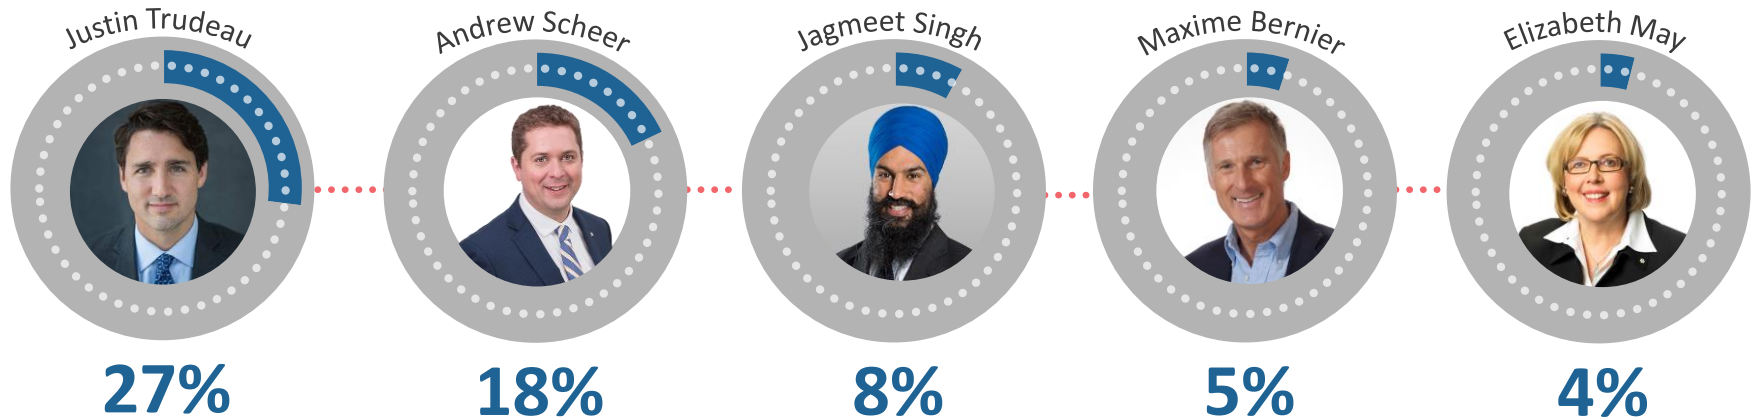 Justin Trudeau
Andrew Scheer
Jagmeet Singh
Maxime Bernier
Elizabeth May
27%
18%
8%
5%
4%